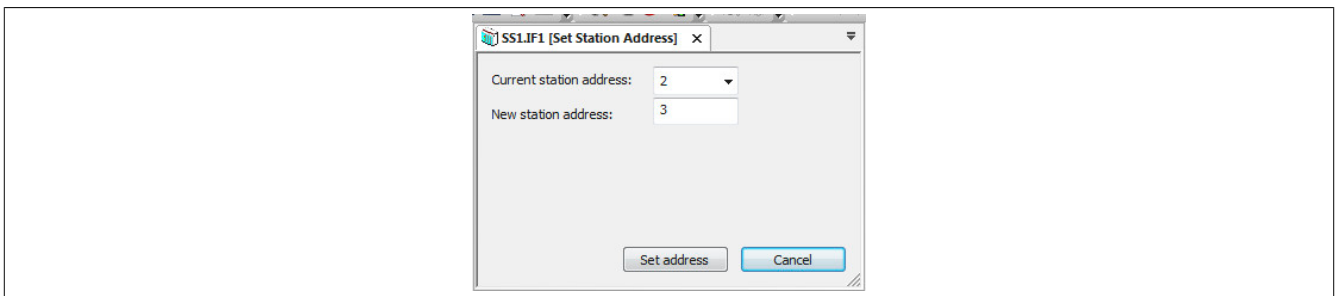 SS1.IF1 [Set Station Address]
Current station address: 2
New station address: 3
Set address Cancel